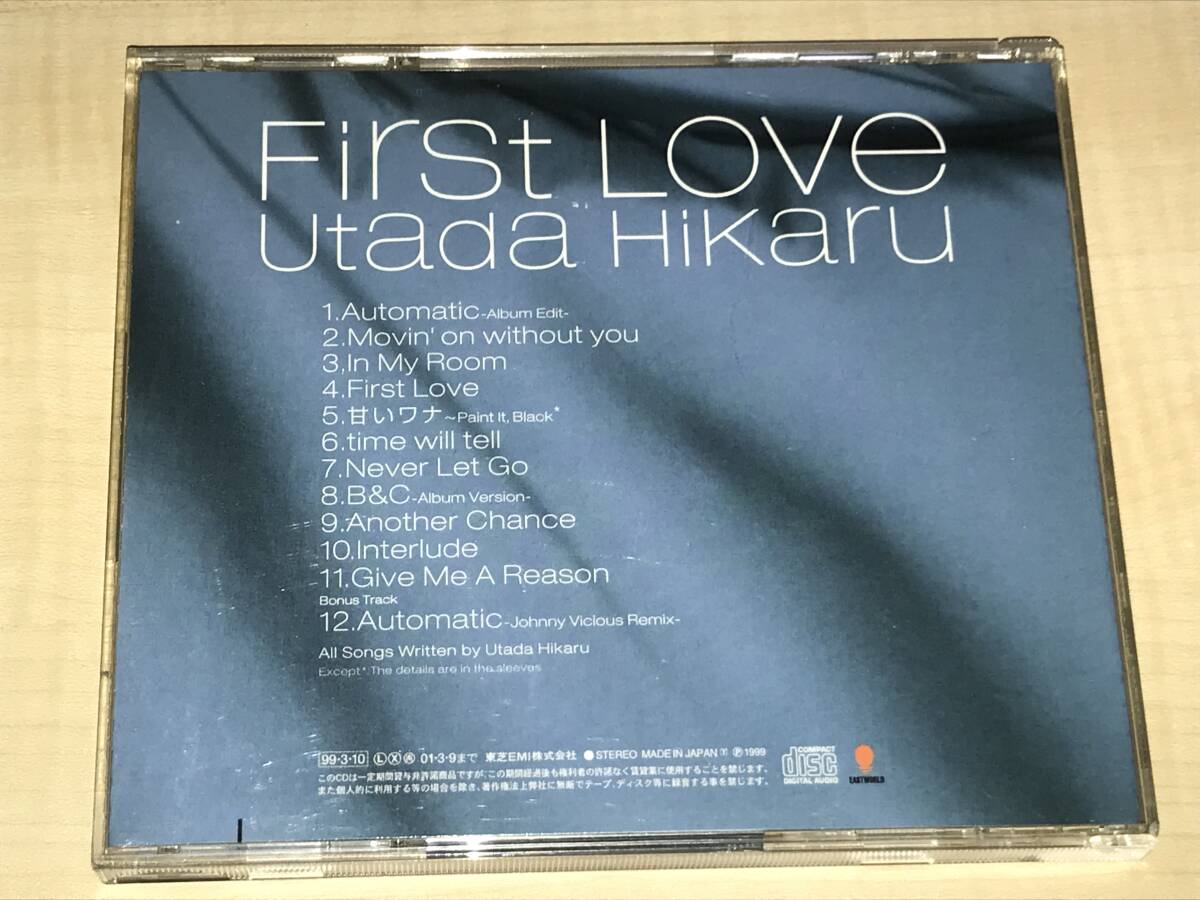 First Love
Utada Hikaru
1.Automatic-Album Edit-
2.Movin' on without you
3.In My Room
4.First Love
5.甘いワナ~Paint It, Black*
6.time will tell
7.Never Let Go
8.B&C-Album Version-
9.Another Chance
10.Interlude
11.Give Me A Reason
Bonus Track
12.Automatic-Johnny Vicious Remix-
All Songs Written by Utada Hikaru
Except*:The details are in the sleeves
99・3・10 Ⓛ Ⓧ 01・3・9まで 東芝EMI株式会社 ●STEREO MADE IN JAPAN Ⓟ1999
このCDは一定期間貸与非許諾商品ですが、この期間経過後も権利者の許諾なく賃貸業に使用することを禁じます。
また個人的に利用する等の場合を除き、著作権法上弊社に無断でテープ、ディスク等に録音する事を禁じます。
COMPACT
disc
DIGITAL AUDIO
EASTWORLD